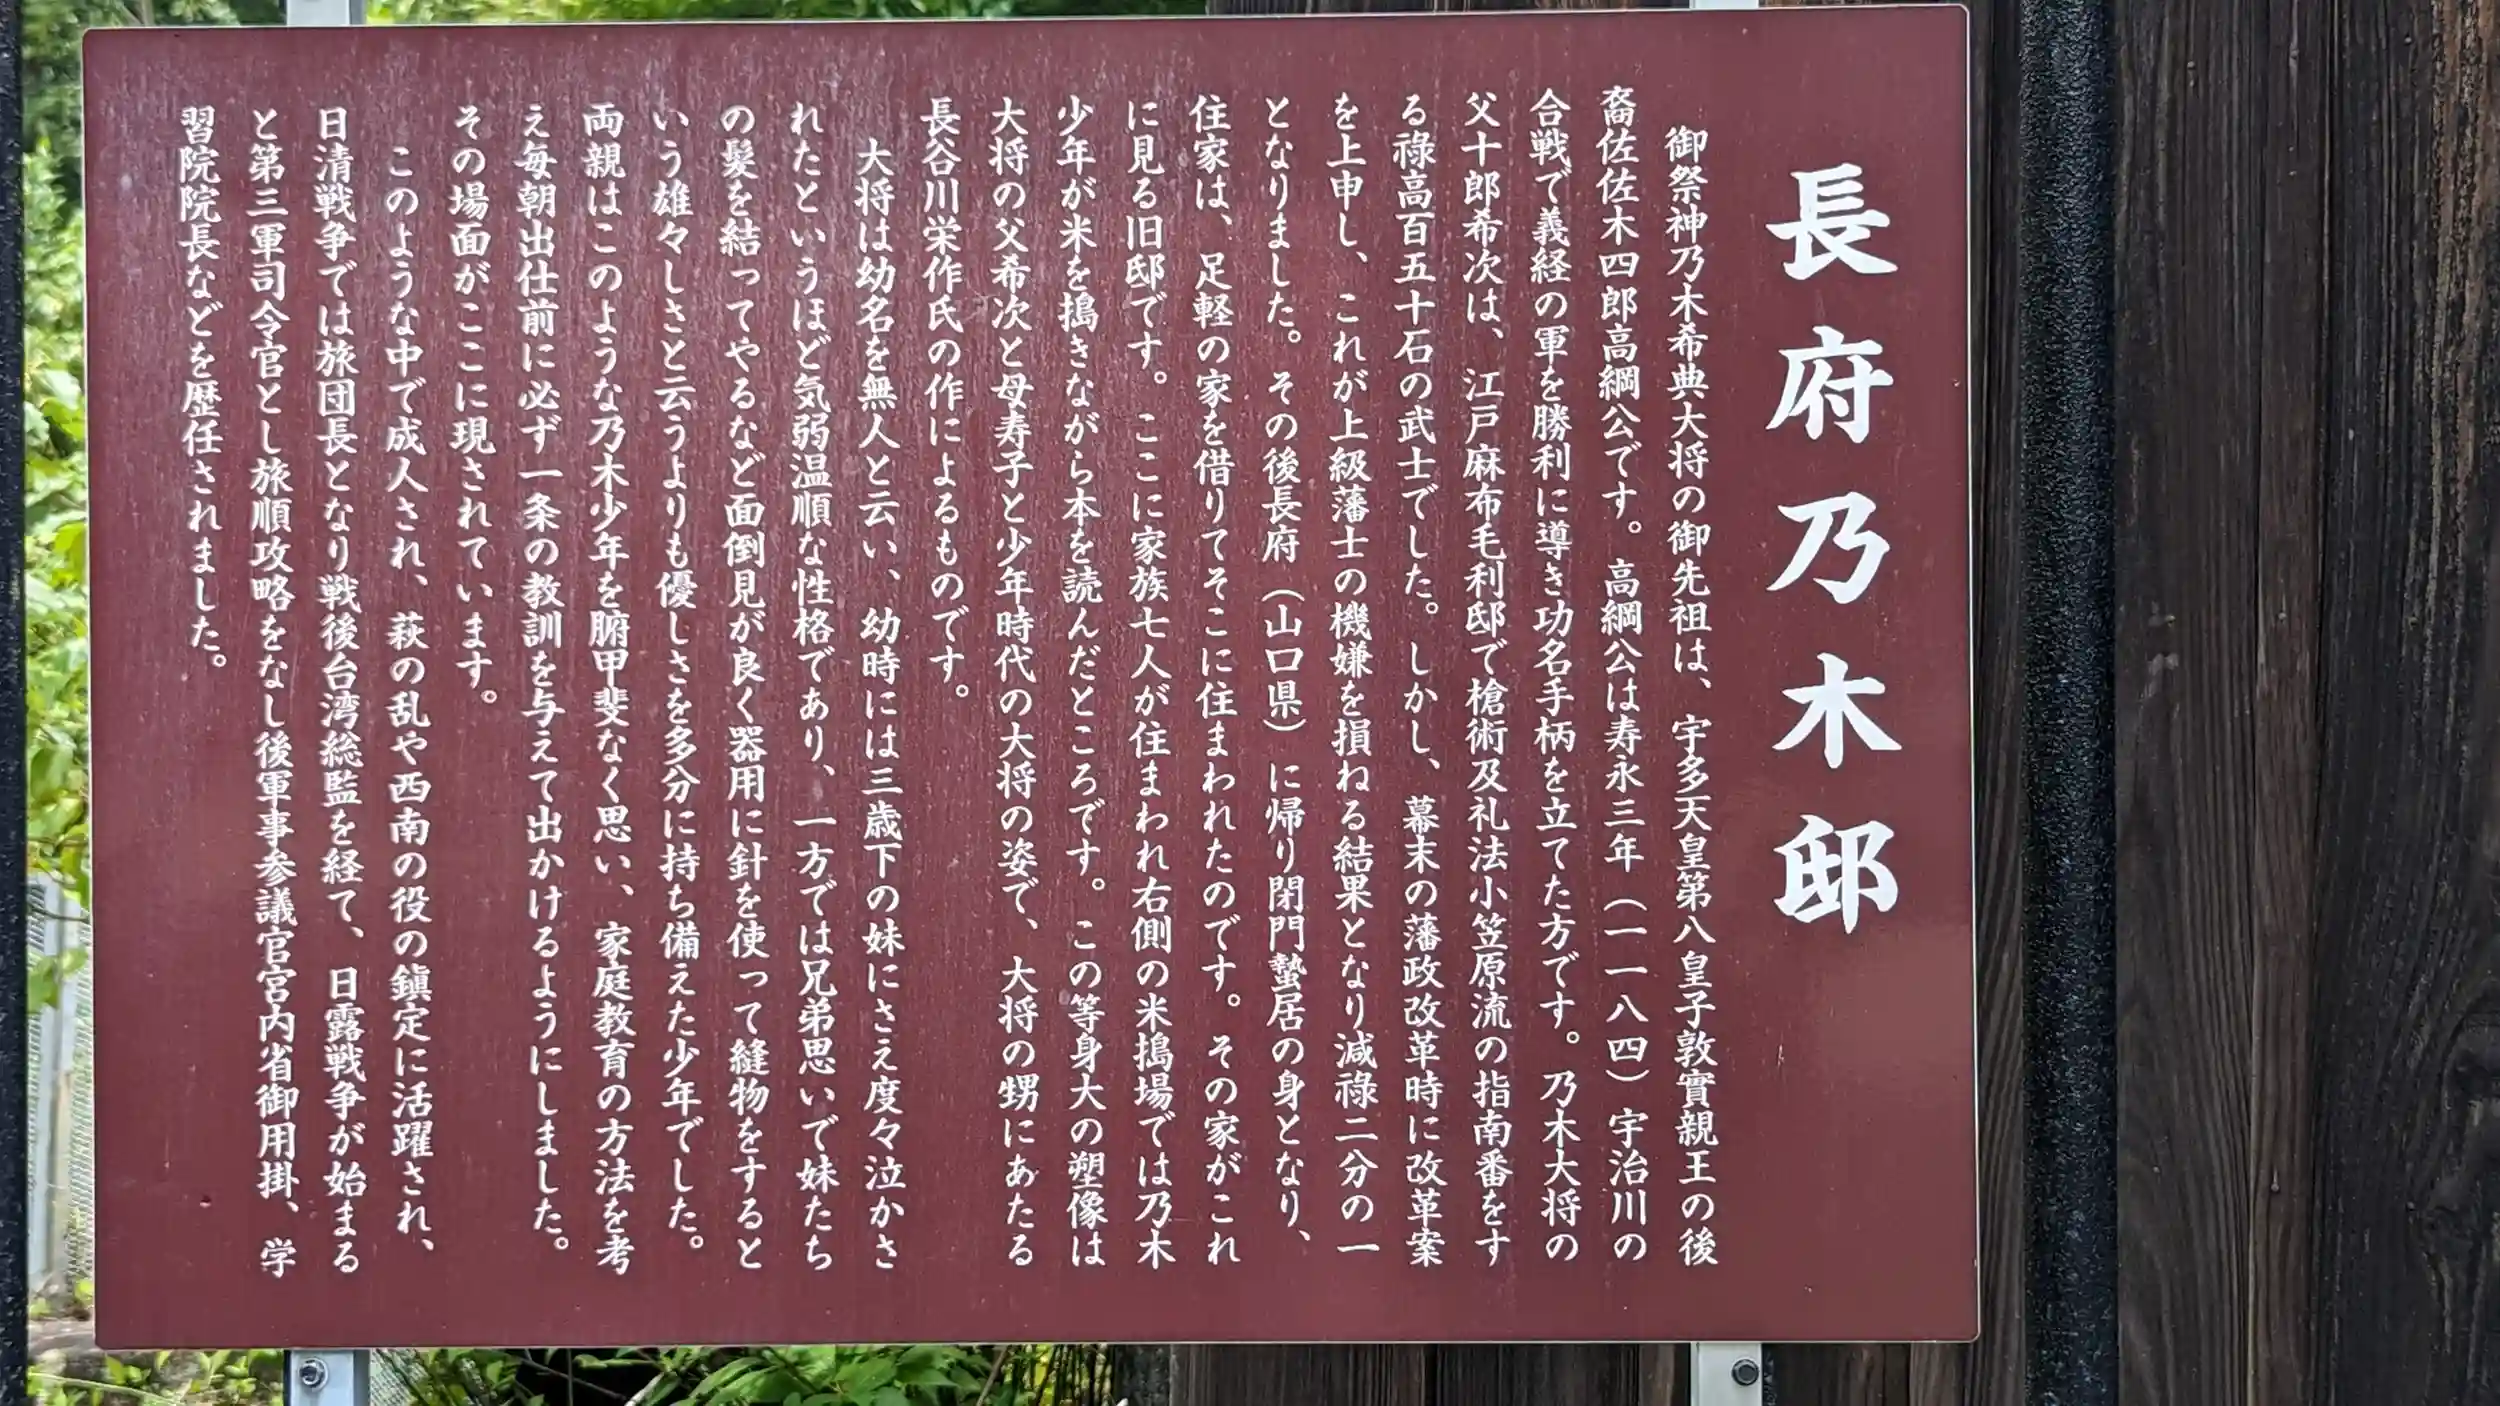 長府乃木邸
御祭神乃木希典大将の御先祖は、宇多天皇第八皇子敦實親王の後
裔佐佐木四郎高綱公です。高綱公は寿永三年（一一八四）宇治川の
合戦で義経の軍を勝利に導き功名手柄を立てた方です。乃木大将の
父十郎希次は、江戸麻布毛利邸で槍術及礼法小笠原流の指南番をす
る祿高百五十石の武士でした。しかし、幕末の藩政改革時に改革案
を上申し、これが上級藩士の機嫌を損ねる結果となり減祿二分の一
となりました。その後長府（山口県）に帰り閉門蟄居の身となり、
住家は、足軽の家を借りてそこに住まわれたのです。その家がこれ
に見る旧邸です。ここに家族七人が住まわれ右側の米搗場では乃木
少年が米を搗きながら本を読んだところです。この等身大の塑像は
大将の父希次と母寿子と少年時代の大将の姿で、大将の甥にあたる
長谷川栄作氏の作によるものです。
大将は幼名を無人と云い、幼時には三歳下の妹にさえ度々泣かさ
れたというほど気弱温順な性格であり、一方では兄弟思いで妹たち
の髪を結ってやるなど面倒見が良く器用に針を使って縫物をすると
いう雄々しさと云うよりも優しさを多分に持ち備えた少年でした。
両親はこのような乃木少年を腑甲斐なく思い、家庭教育の方法を考
え毎朝出仕前に必ず一条の教訓を与えて出かけるようにしました。
その場面がここに現されています。
このような中で成人され、萩の乱や西南の役の鎭定に活躍され、
日清戦争では旅団長となり戦後台湾総監を経て、日露戦争が始まる
と第三軍司令官とし旅順攻略をなし後軍事参議官宮内省御用掛、学
習院院長などを歴任されました。